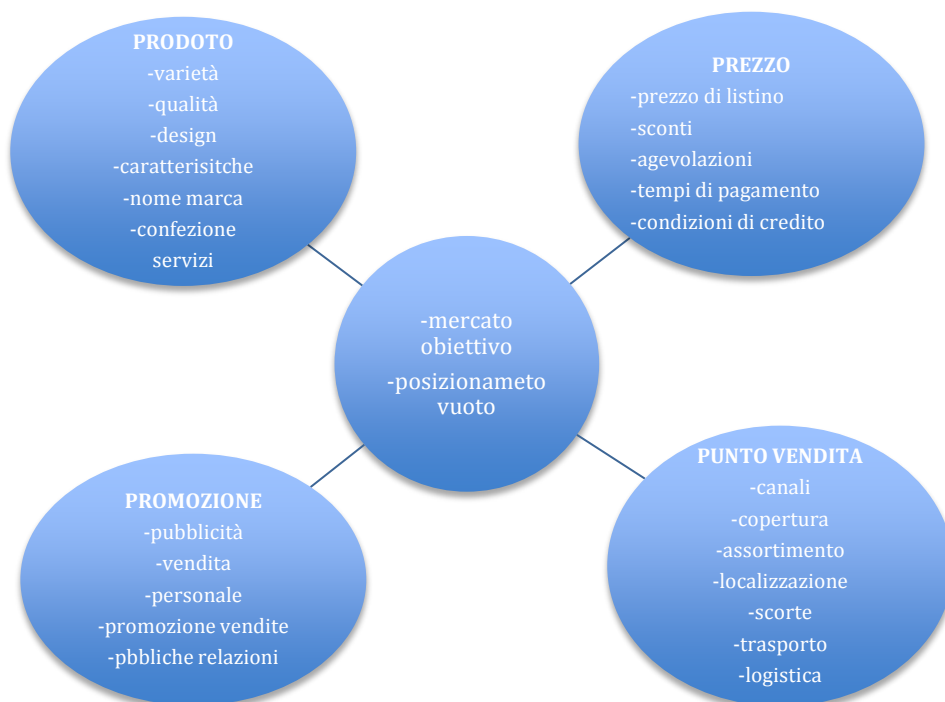 PRODOTO
-varietà
-qualità
-design
-caratterisitche
-nome marca
-confezione
servizi
PREZZO
-prezzo di listino
-sconti
-agevolazioni
-tempi di pagamento
-condizioni di credito
-mercato
obiettivo
-posizionameto
vuoto
PROMOZIONE
-pubblicità
-vendita
-personale
-promozione vendite
-pbbliche relazioni
PUNTO VENDITA
-canali
-copertura
-assortimento
-localizzazione
-scorte
-trasporto
-logistica